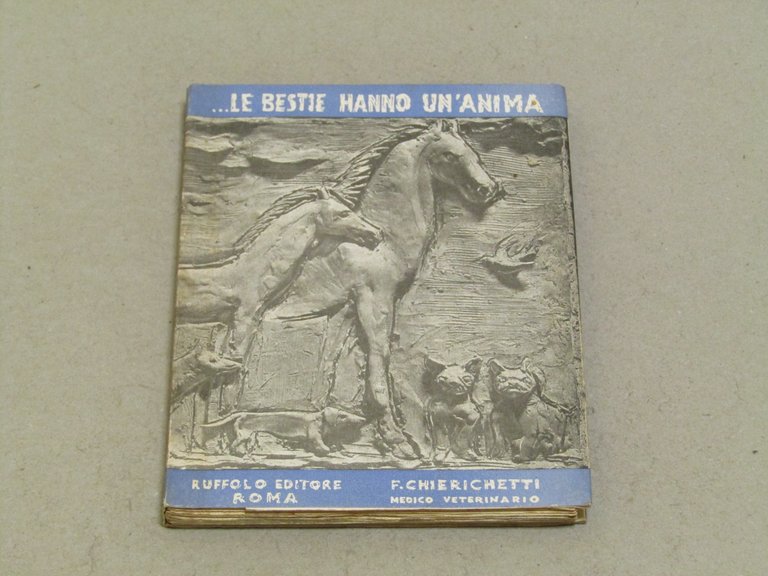 ...LE BESTIE HANNO UN'ANIMA
RUFFOLO EDITORE
ROMA
F. CHIERICHETTI
MEDICO VETERINARIO